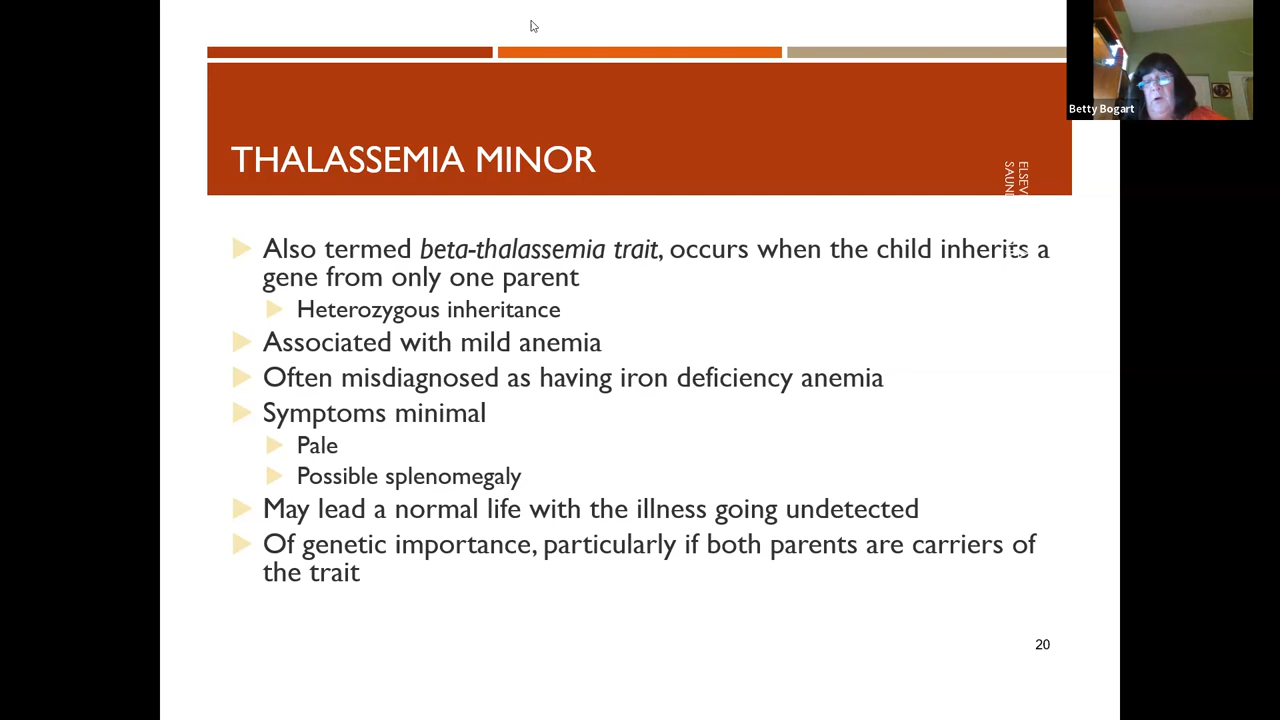 Betty Bogart
THALASSEMIA MINOR
ELSEV
SAUN
Also termed beta-thalassemia trait, occurs when the child inherits a
gene from only one parent
Heterozygous inheritance
Associated with mild anemia
Often misdiagnosed as having iron deficiency anemia
Symptoms minimal
Pale
Possible splenomegaly
May lead a normal life with the illness going undetected
Of genetic importance, particularly if both parents are carriers of
the trait
20